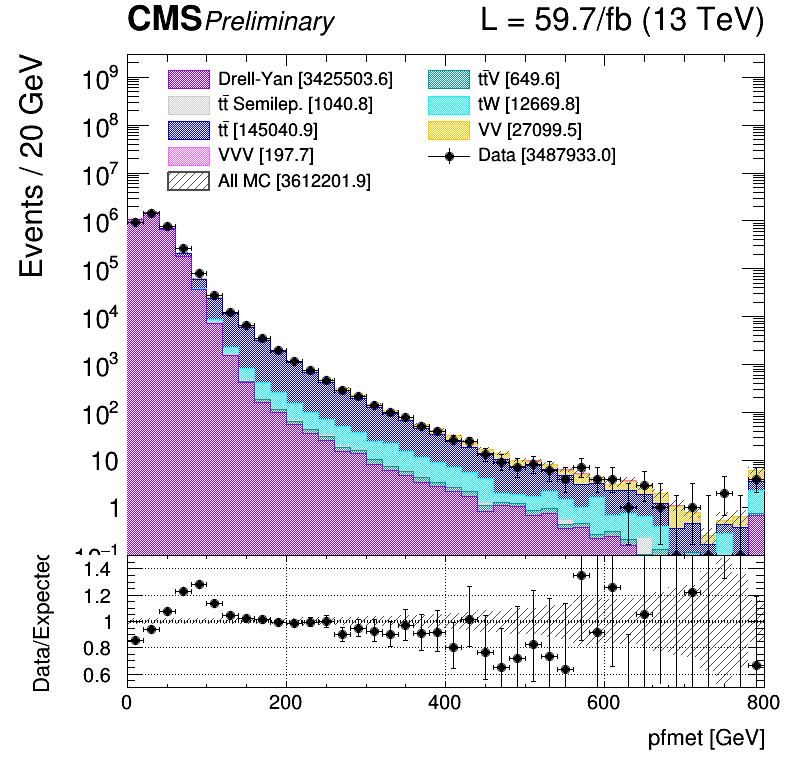 CMS Preliminary L = 59.7/fb (13 TeV)
Events / 20 GeV
Drell-Yan [3425503.6]
tt̄ Semilep. [1040.8]
tt̄ [145040.9]
VVV [197.7]
All MC [3612201.9]
tt̄V [649.6]
tW [12669.8]
VV [27099.5]
Data [3487933.0]
10⁹
10⁸
10⁷
10⁶
10⁵
10⁴
10³
10²
10
1
10⁻¹
Data/Expected
1.4
1.2
1
0.8
0.6
0 200 400 600 800
pfmet [GeV]